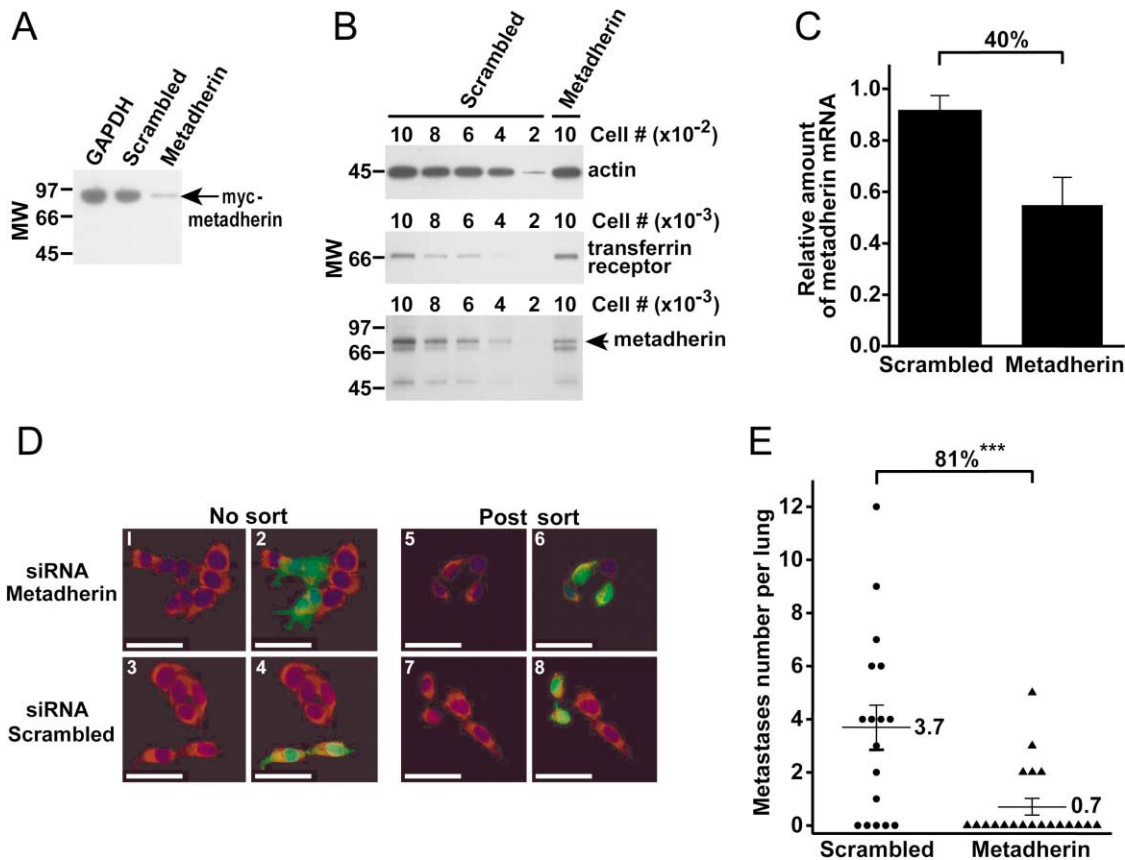 A
GAPDH
Scrambled
Metadherin
MW
97
66
45
myc-
metadherin
B
Scrambled
Metadherin
10 8 6 4 2 10 Cell # (x10-2)
45
actin
10 8 6 4 2 10 Cell # (x10-3)
MW
66
transferrin
receptor
10 8 6 4 2 10 Cell # (x10-3)
97
66
45
metadherin
C
40%
Relative amount
of metadherin mRNA
1.0
0.8
0.6
0.4
0.2
0.0
Scrambled Metadherin
D
No sort
Post sort
siRNA
Metadherin
1 2 5 6
siRNA
Scrambled
3 4 7 8
E
81%***
Metastases number per lung
12
10
8
6
4
2
0
3.7
0.7
Scrambled Metadherin